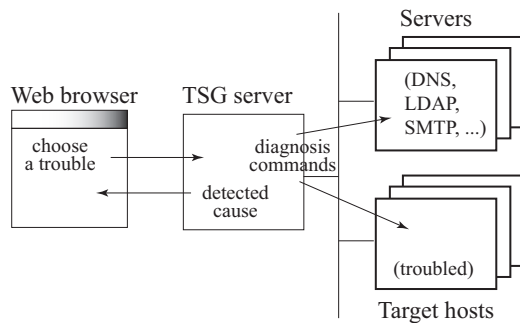 Servers
(DNS,
LDAP,
SMTP, ...)
Web browser
TSG server
choose
a trouble
diagnosis
commands
detected
cause
(troubled)
Target hosts